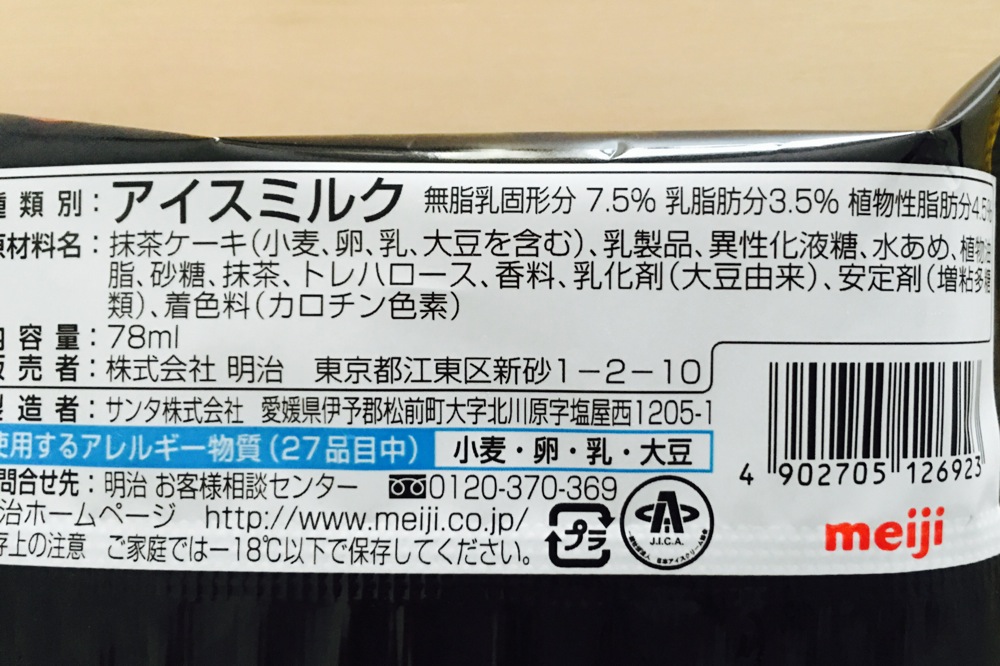 種類別：アイスミルク 無脂乳固形分 7.5% 乳脂肪分3.5% 植物性脂肪分4.5%
原材料名：抹茶ケーキ(小麦、卵、乳、大豆を含む)、乳製品、異性化液糖、水あめ、植物油
脂、砂糖、抹茶、トレハロース、香料、乳化剤(大豆由来)、安定剤(増粘多糖
類)、着色料(カロチン色素)
内容量：78ml
販売者：株式会社 明治 東京都江東区新砂1-2-10
製造者：サンタ株式会社 愛媛県伊予郡松前町大字北川原字塩屋西1205-1
使用するアレルギー物質(27品目中) 小麦・卵・乳・大豆
問合せ先：明治 お客様相談センター 0120-370-369
治ホームページ http://www.meiji.co.jp/
存上の注意 ご家庭では-18℃以下で保存してください。
プラ
J.I.C.A.
4 902705 126923
meiji